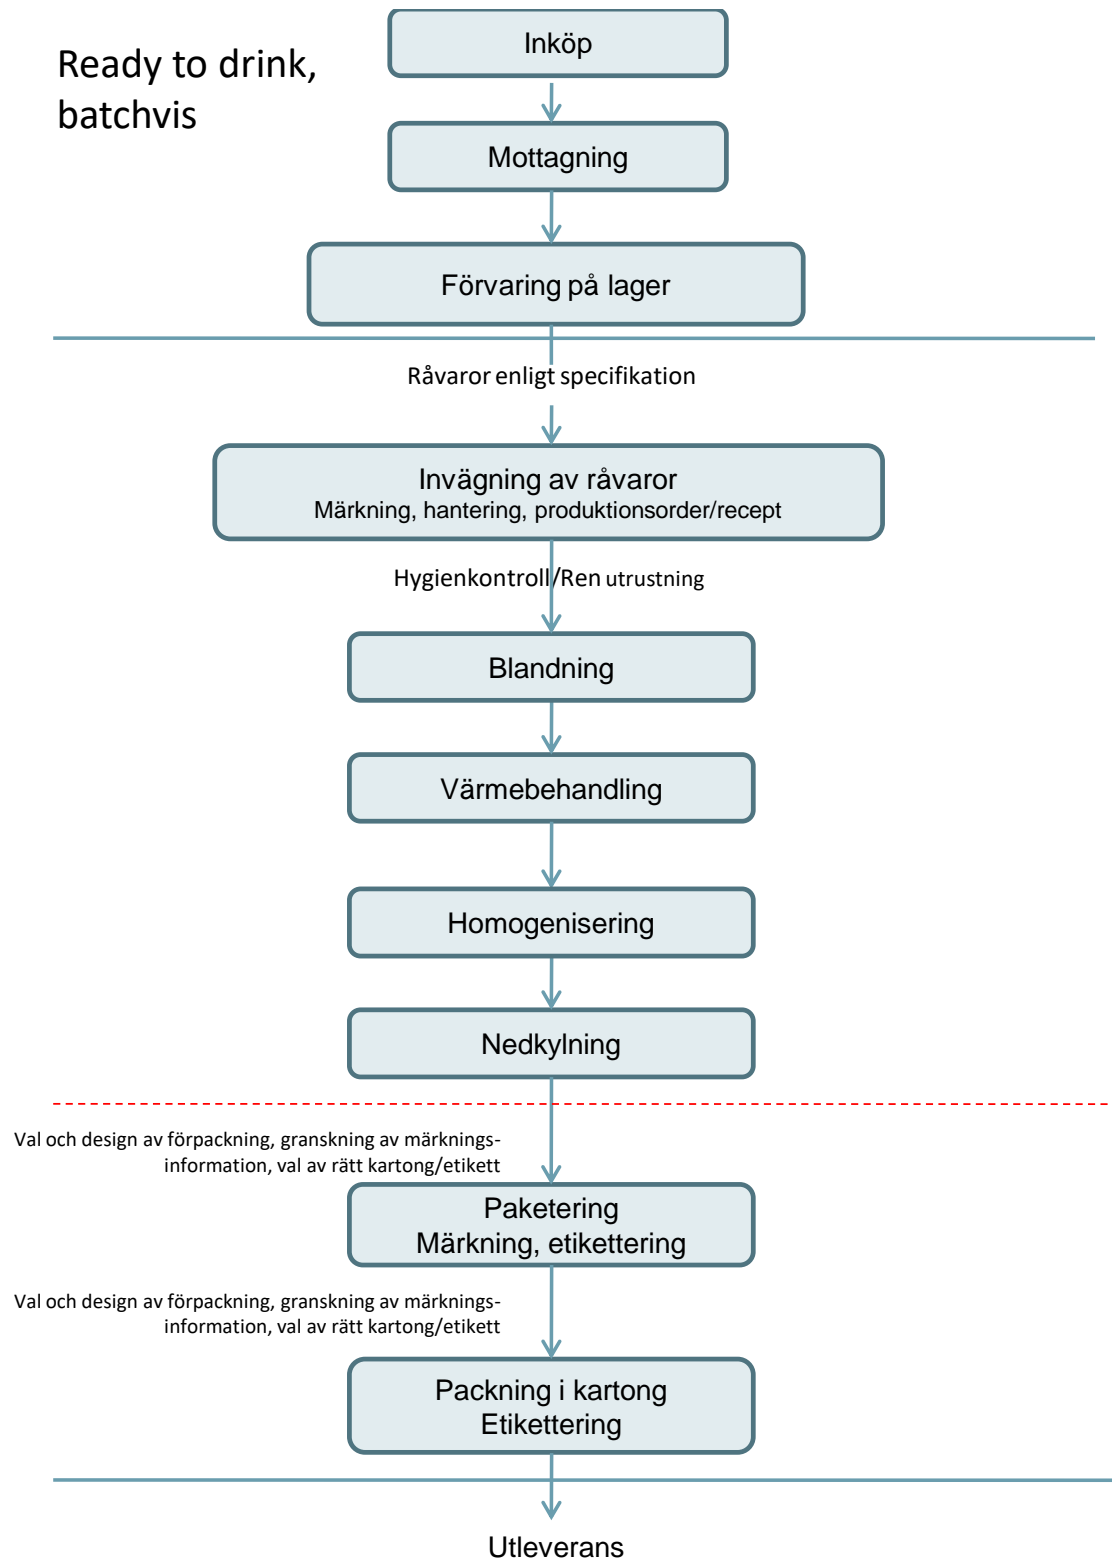 Ready to drink,
batchvis
Inköp
Mottagning
Förvaring på lager
Råvaror enligt specifikation
Invägning av råvaror
Märkning, hantering, produktionsorder/recept
Hygienkontroll/Ren utrustning
Blandning
Värmebehandling
Homogenisering
Nedkylning
Val och design av förpackning, granskning av märknings-
information, val av rätt kartong/etikett
Paketering
Märkning, etikettering
Val och design av förpackning, granskning av märknings-
information, val av rätt kartong/etikett
Packning i kartong
Etikettering
Utleverans